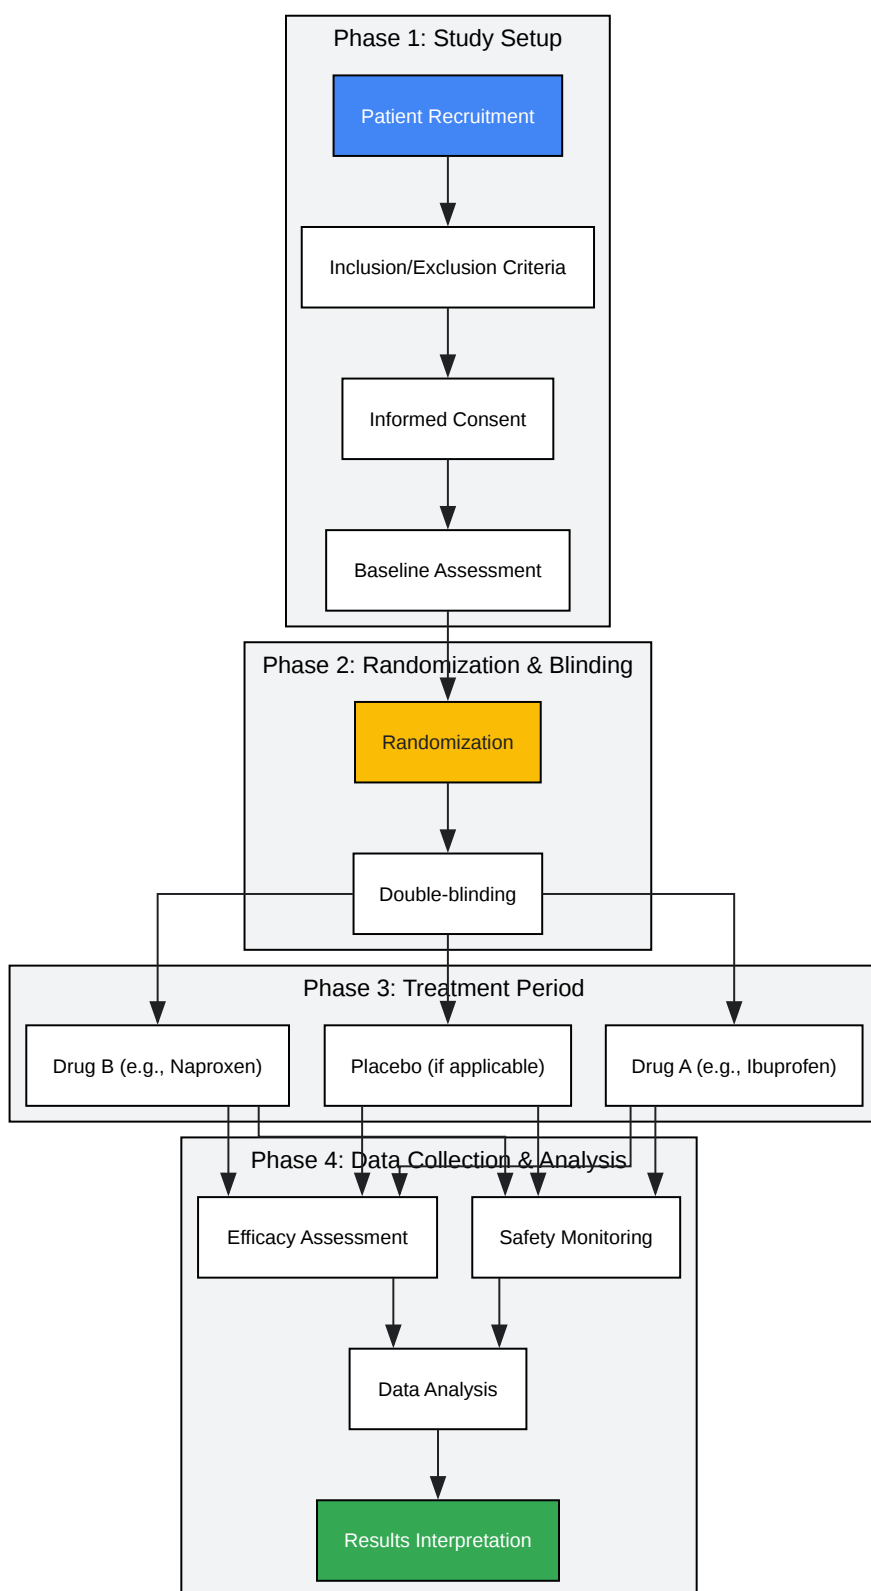 Phase 1: Study Setup
Patient Recruitment
Inclusion/Exclusion Criteria
Informed Consent
Baseline Assessment
Phase 2: Randomization & Blinding
Randomization
Double-blinding
Phase 3: Treatment Period
Drug B (e.g., Naproxen)
Placebo (if applicable)
Drug A (e.g., Ibuprofen)
Phase 4: Data Collection & Analysis
Efficacy Assessment
Safety Monitoring
Data Analysis
Results Interpretation